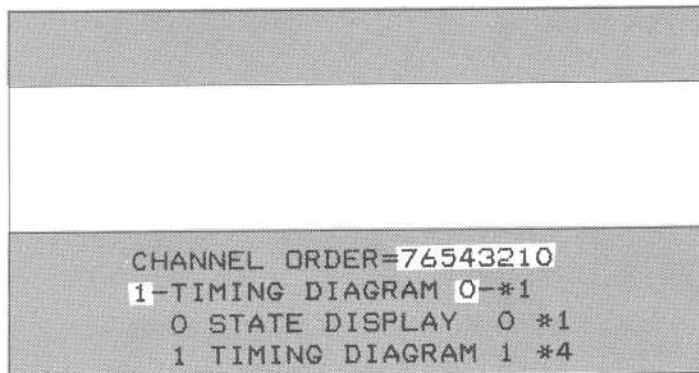 CHANNEL ORDER=76543210
1-TIMING DIAGRAM 0-*1
0 STATE DISPLAY 0 *1
1 TIMING DIAGRAM 1 *4